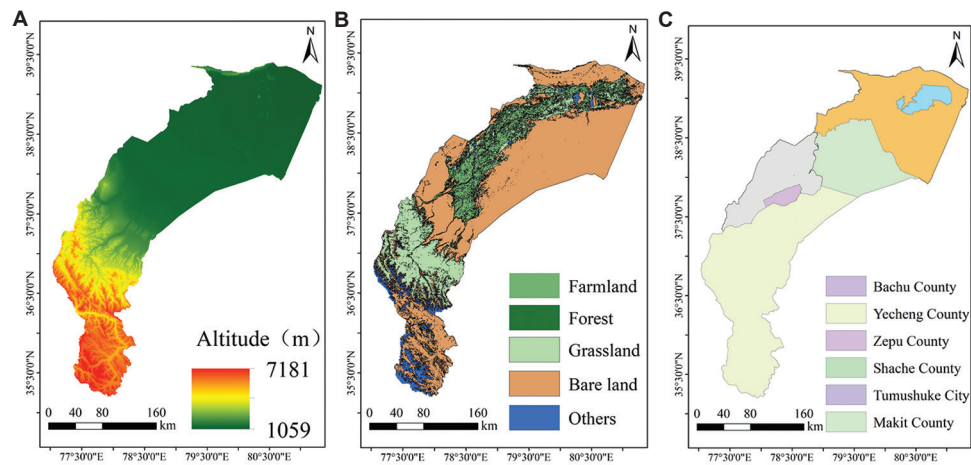 A
N
39°30'0"N
38°30'0"N
37°30'0"N
36°30'0"N
35°30'0"N
Altitude（m）
7181
1059
0 40 80 160
km
77°30'0"E 78°30'0"E 79°30'0"E 80°30'0"E
B
N
39°30'0"N
38°30'0"N
37°30'0"N
36°30'0"N
35°30'0"N
Farmland
Forest
Grassland
Bare land
Others
0 40 80 160
km
77°30'0"E 78°30'0"E 79°30'0"E 80°30'0"E
C
N
39°30'0"N
38°30'0"N
37°30'0"N
36°30'0"N
35°30'0"N
Bachu County
Yecheng County
Zepu County
Shache County
Tumushuke City
Makit County
0 40 80 160
km
77°30'0"E 78°30'0"E 79°30'0"E 80°30'0"E